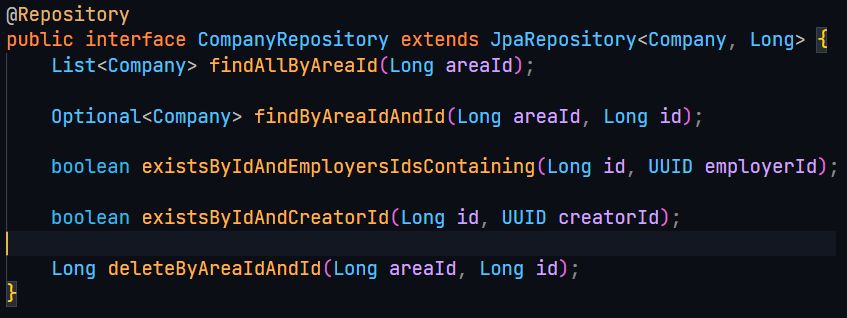 @Repository
public interface CompanyRepository extends JpaRepository<Company, Long> {
    List<Company> findAllByAreaId(Long areaId);
    Optional<Company> findByAreaIdAndId(Long areaId, Long id);
    boolean existsByIdAndEmployersIdsContaining(Long id, UUID employerId);
    boolean existsByIdAndCreatorId(Long id, UUID creatorId);
    Long deleteByAreaIdAndId(Long areaId, Long id);
}